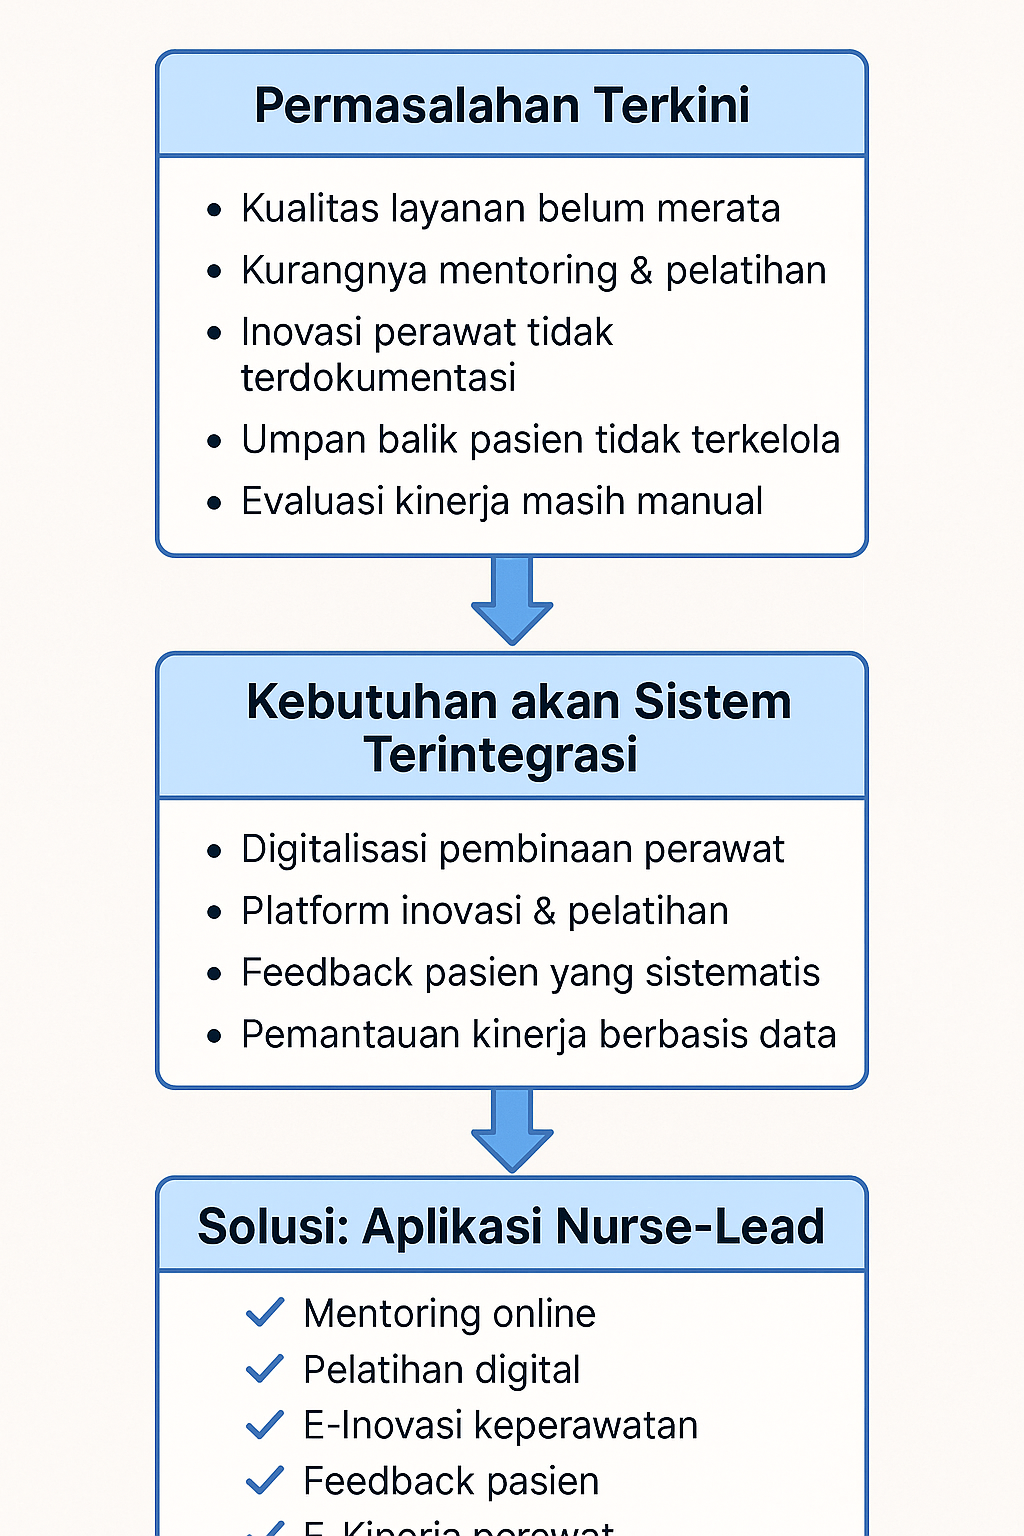 Permasalahan Terkini
• Kualitas layanan belum merata
• Kurangnya mentoring & pelatihan
• Inovasi perawat tidak
terdokumentasi
• Umpan balik pasien tidak terkelola
• Evaluasi kinerja masih manual
Kebutuhan akan Sistem
Terintegrasi
• Digitalisasi pembinaan perawat
• Platform inovasi & pelatihan
• Feedback pasien yang sistematis
• Pemantauan kinerja berbasis data
Solusi: Aplikasi Nurse-Lead
✓ Mentoring online
✓ Pelatihan digital
✓ E-Inovasi keperawatan
✓ Feedback pasien
✓ E-Kinerja perawat